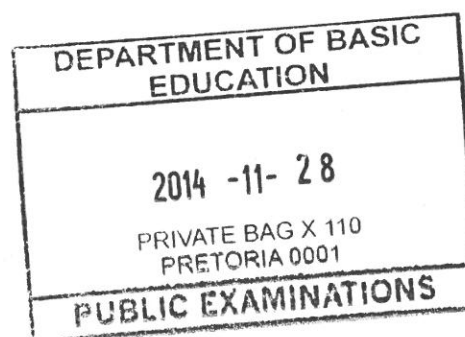 DEPARTMENT OF BASIC
EDUCATION
2014 -11- 28
PRIVATE BAG X 110
PRETORIA 0001
PUBLIC EXAMINATIONS